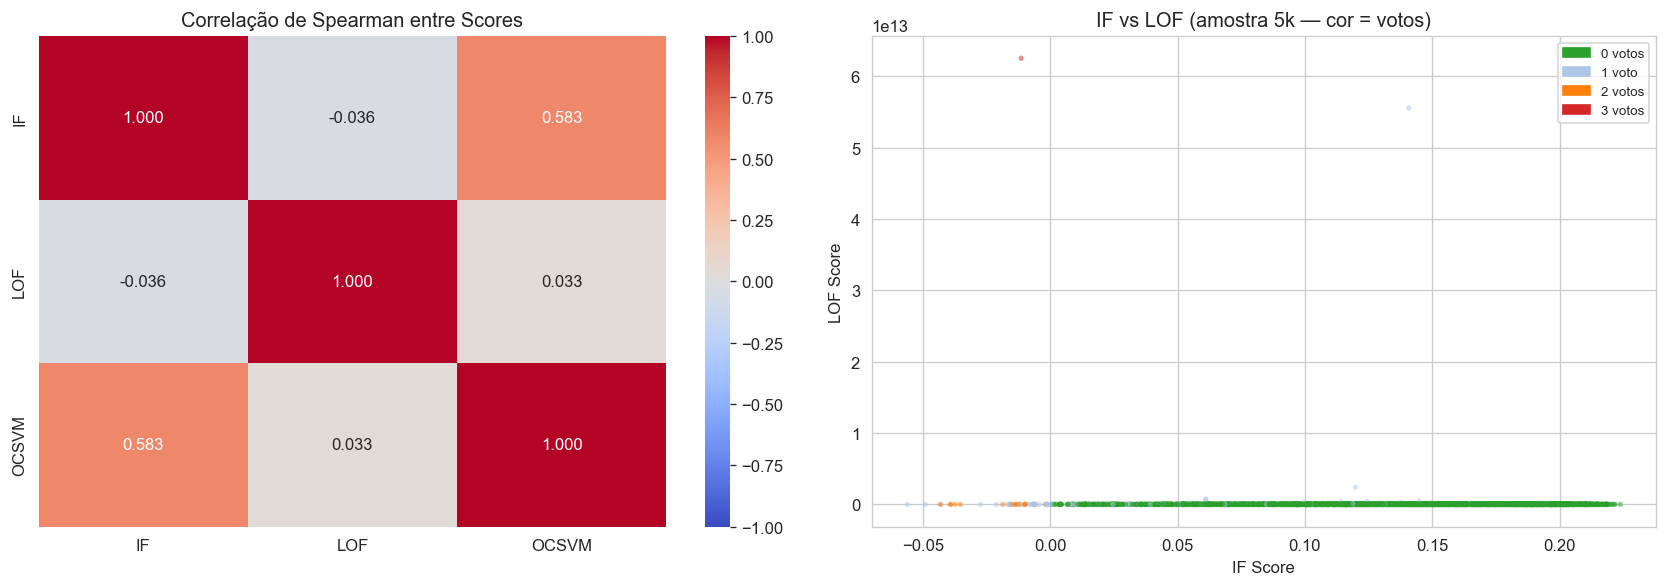 Correlação de Spearman entre Scores
IF
LOF
OCSVM
1.000
-0.036
0.583
-0.036
1.000
0.033
0.583
0.033
1.000
IF
LOF
OCSVM
1.00
0.75
0.50
0.25
0.00
−0.25
−0.50
−0.75
−1.00
IF vs LOF (amostra 5k — cor = votos)
1e13
LOF Score
6
5
4
3
2
1
0
0 votos
1 voto
2 votos
3 votos
−0.05
0.00
0.05
0.10
0.15
0.20
IF Score